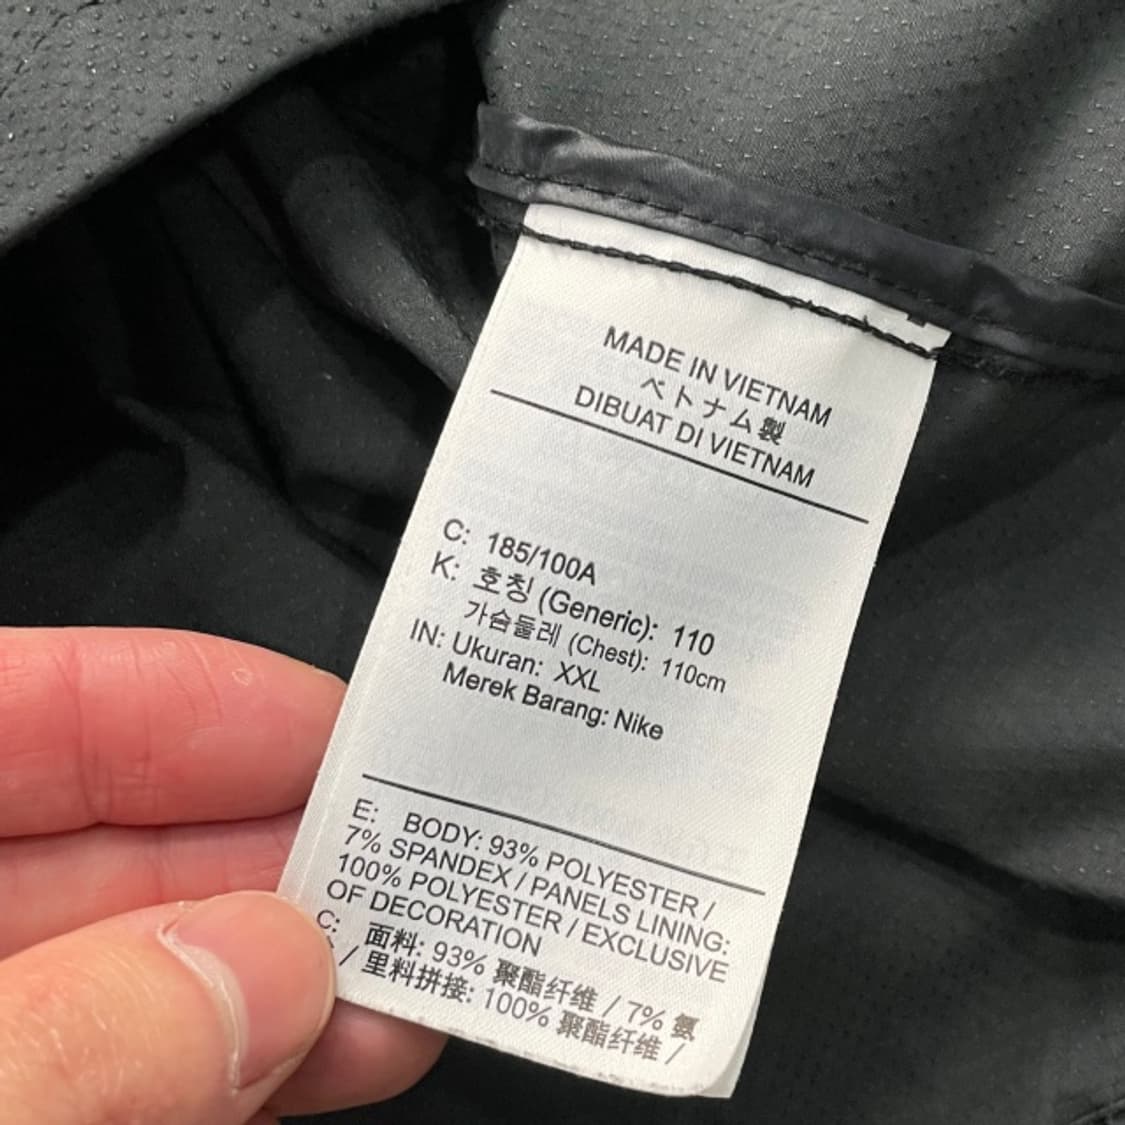 MADE IN VIETNAM
ベトナム製
DIBUAT DI VIETNAM
C: 185/100A
K: 호칭 (Generic): 110
가슴둘레 (Chest): 110cm
IN: Ukuran: XXL
Merek Barang: Nike
E: BODY: 93% POLYESTER /
7% SPANDEX / PANELS LINING:
100% POLYESTER / EXCLUSIVE
OF DECORATION
C: 面料: 93% 聚酯纤维 / 7% 氨
/ 里料拼接: 100% 聚酯纤维 /